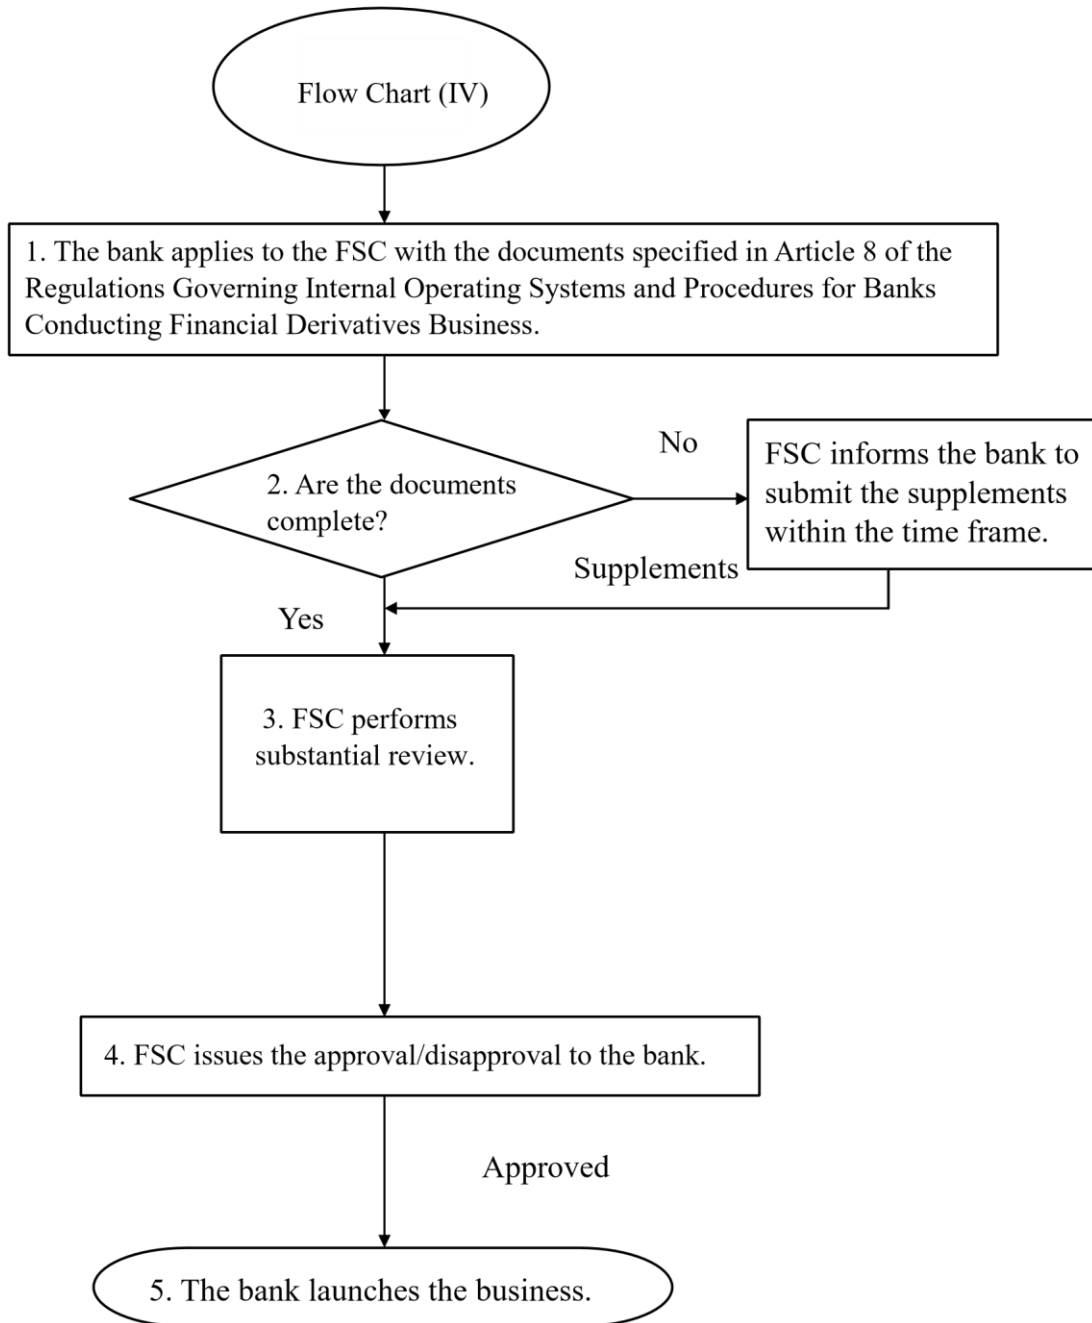 Flow Chart (IV)
1. The bank applies to the FSC with the documents specified in Article 8 of the
Regulations Governing Internal Operating Systems and Procedures for Banks
Conducting Financial Derivatives Business.
2. Are the documents
complete?
No
FSC informs the bank to
submit the supplements
within the time frame.
Supplements
Yes
3. FSC performs
substantial review.
4. FSC issues the approval/disapproval to the bank.
Approved
5. The bank launches the business.